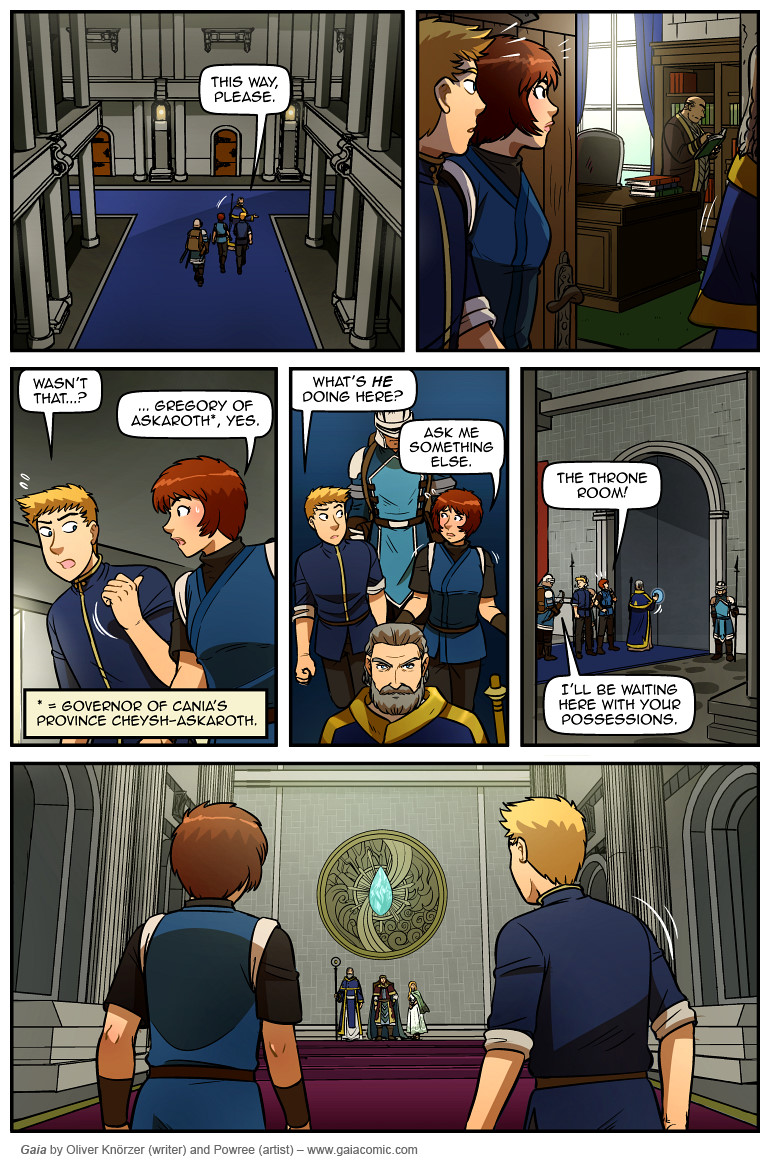 THIS WAY,
PLEASE.
WASN'T
THAT...?
... GREGORY OF
ASKAROTH*, YES.
* = GOVERNOR OF CANIA'S
PROVINCE CHEYSH-ASKAROTH.
WHAT'S HE
DOING HERE?
ASK ME
SOMETHING
ELSE.
THE THRONE
ROOM!
I'LL BE WAITING
HERE WITH YOUR
POSSESSIONS.
Gaia by Oliver Knörzer (writer) and Powree (artist) – www.gaiacomic.com